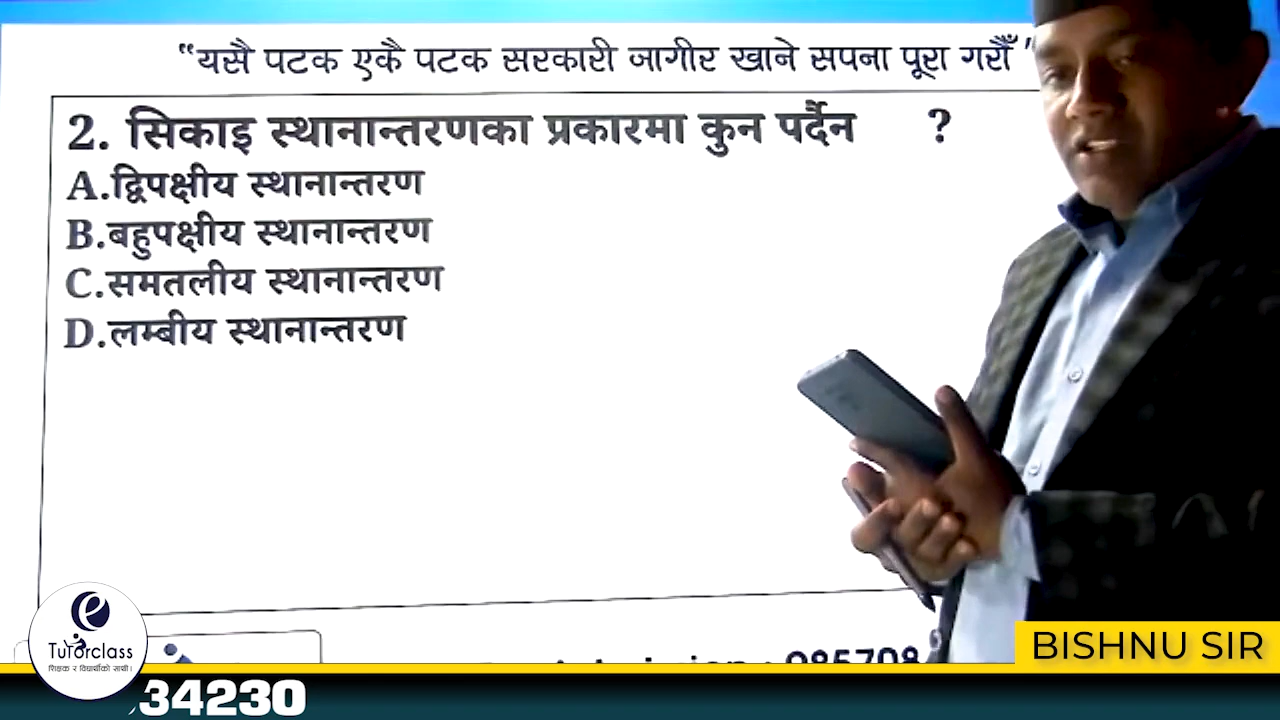 “यसै पटक एकै पटक सरकारी जागीर खाने सपना पूरा गरौँ”
2. सिकाइ स्थानान्तरणका प्रकारमा कुन पर्दैन ?
A.द्विपक्षीय स्थानान्तरण
B.बहुपक्षीय स्थानान्तरण
C.समतलीय स्थानान्तरण
D.लम्बीय स्थानान्तरण
TuTorclass
शिक्षक र विद्यार्थीको साथी।
BISHNU SIR
34230